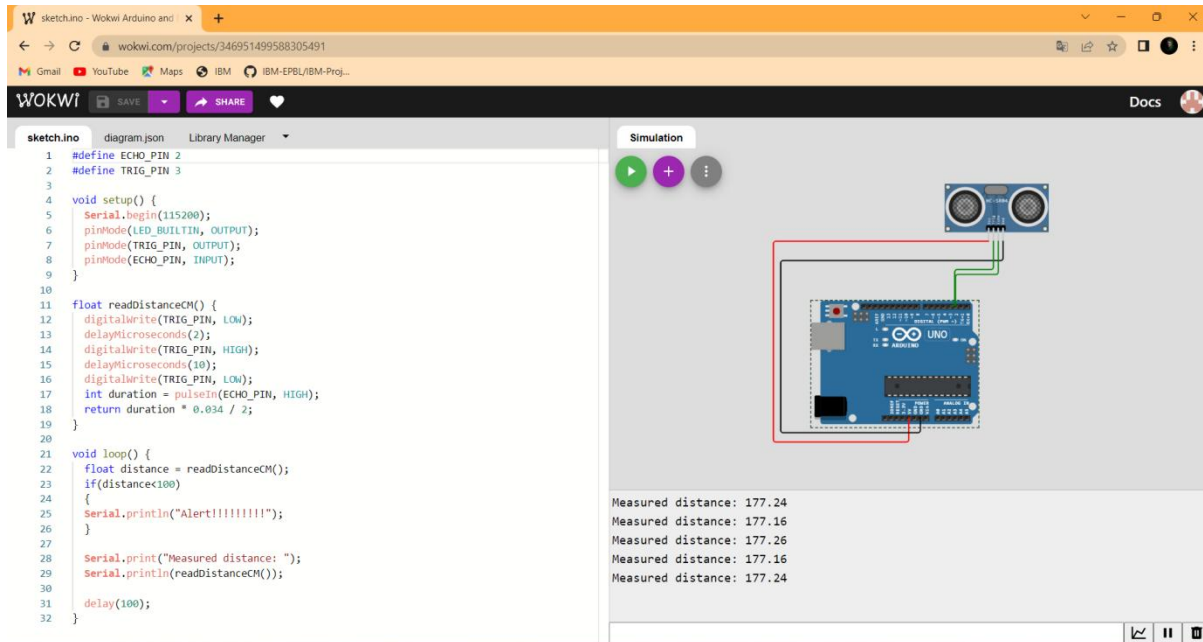 sketch.ino - Wokwi Arduino and
wokwi.com/projects/346951499588305491
Gmail YouTube Maps IBM IBM-EPBL/IBM-Proj...
WOKWi SAVE SHARE Docs
sketch.ino diagram.json Library Manager
1 #define ECHO_PIN 2
2 #define TRIG_PIN 3
3
4 void setup() {
5 Serial.begin(115200);
6 pinMode(LED_BUILTIN, OUTPUT);
7 pinMode(TRIG_PIN, OUTPUT);
8 pinMode(ECHO_PIN, INPUT);
9 }
10
11 float readDistanceCM() {
12 digitalWrite(TRIG_PIN, LOW);
13 delayMicroseconds(2);
14 digitalWrite(TRIG_PIN, HIGH);
15 delayMicroseconds(10);
16 digitalWrite(TRIG_PIN, LOW);
17 int duration = pulseIn(ECHO_PIN, HIGH);
18 return duration * 0.034 / 2;
19 }
20
21 void loop() {
22 float distance = readDistanceCM();
23 if(distance<100)
24 {
25 Serial.println("Alert!!!!!!!!!");
26 }
27
28 Serial.print("Measured distance: ");
29 Serial.println(readDistanceCM());
30
31 delay(100);
32 }
Simulation
HC-SR04
DIGITAL (PWM ~)
UNO
ARDUINO
POWER
ANALOG IN
Measured distance: 177.24
Measured distance: 177.16
Measured distance: 177.26
Measured distance: 177.16
Measured distance: 177.24